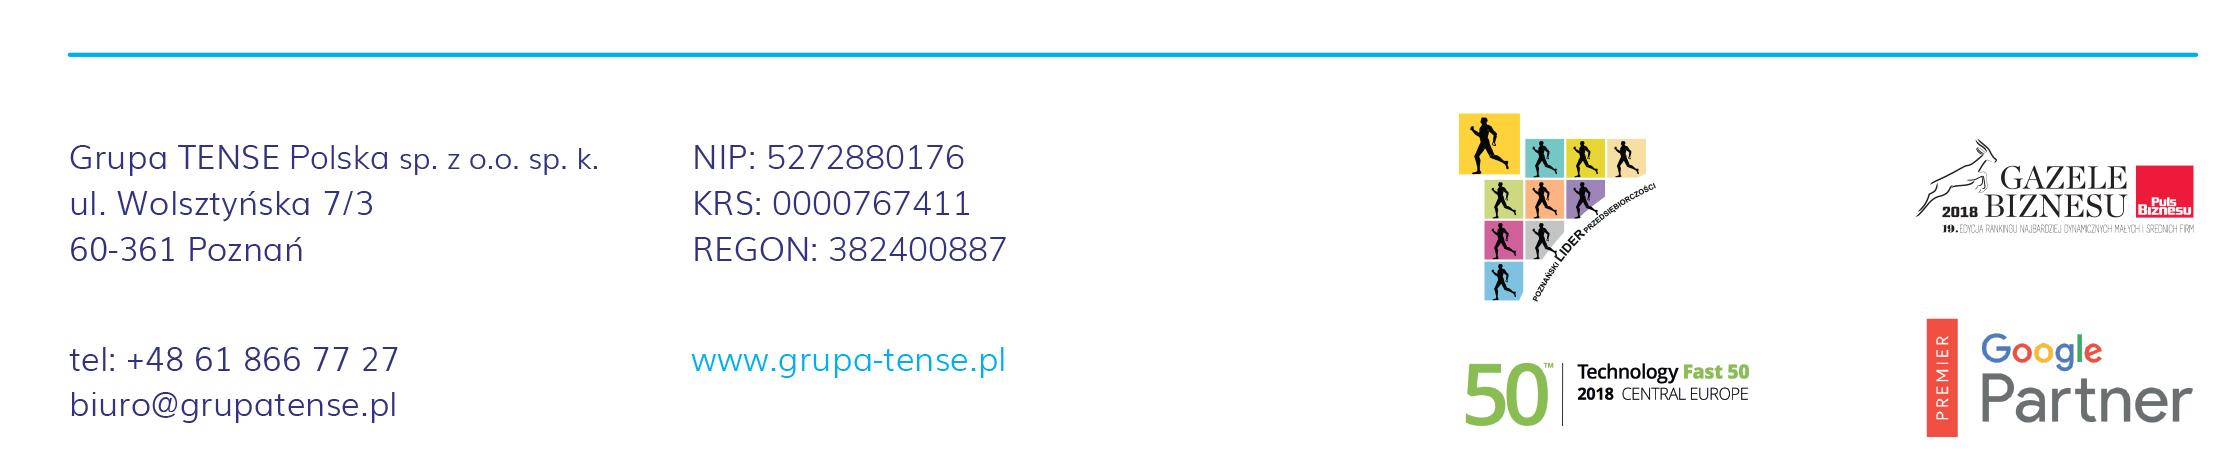 Grupa TENSE Polska sp. z o.o. sp. k.
ul. Wolsztyńska 7/3
60-361 Poznań
tel: +48 61 866 77 27
biuro@grupatense.pl
NIP: 5272880176
KRS: 0000767411
REGON: 382400887
www.grupa-tense.pl
POZNAŃSKI LIDER PRZEDSIĘBIORCZOŚCI
50™
Technology Fast 50
2018 CENTRAL EUROPE
GAZELE
2018 BIZNESU
Puls
Biznesu
19. EDYCJA RANKINGU NAJBARDZIEJ DYNAMICZNYCH MAŁYCH I ŚREDNICH FIRM
PREMIER
Google
Partner